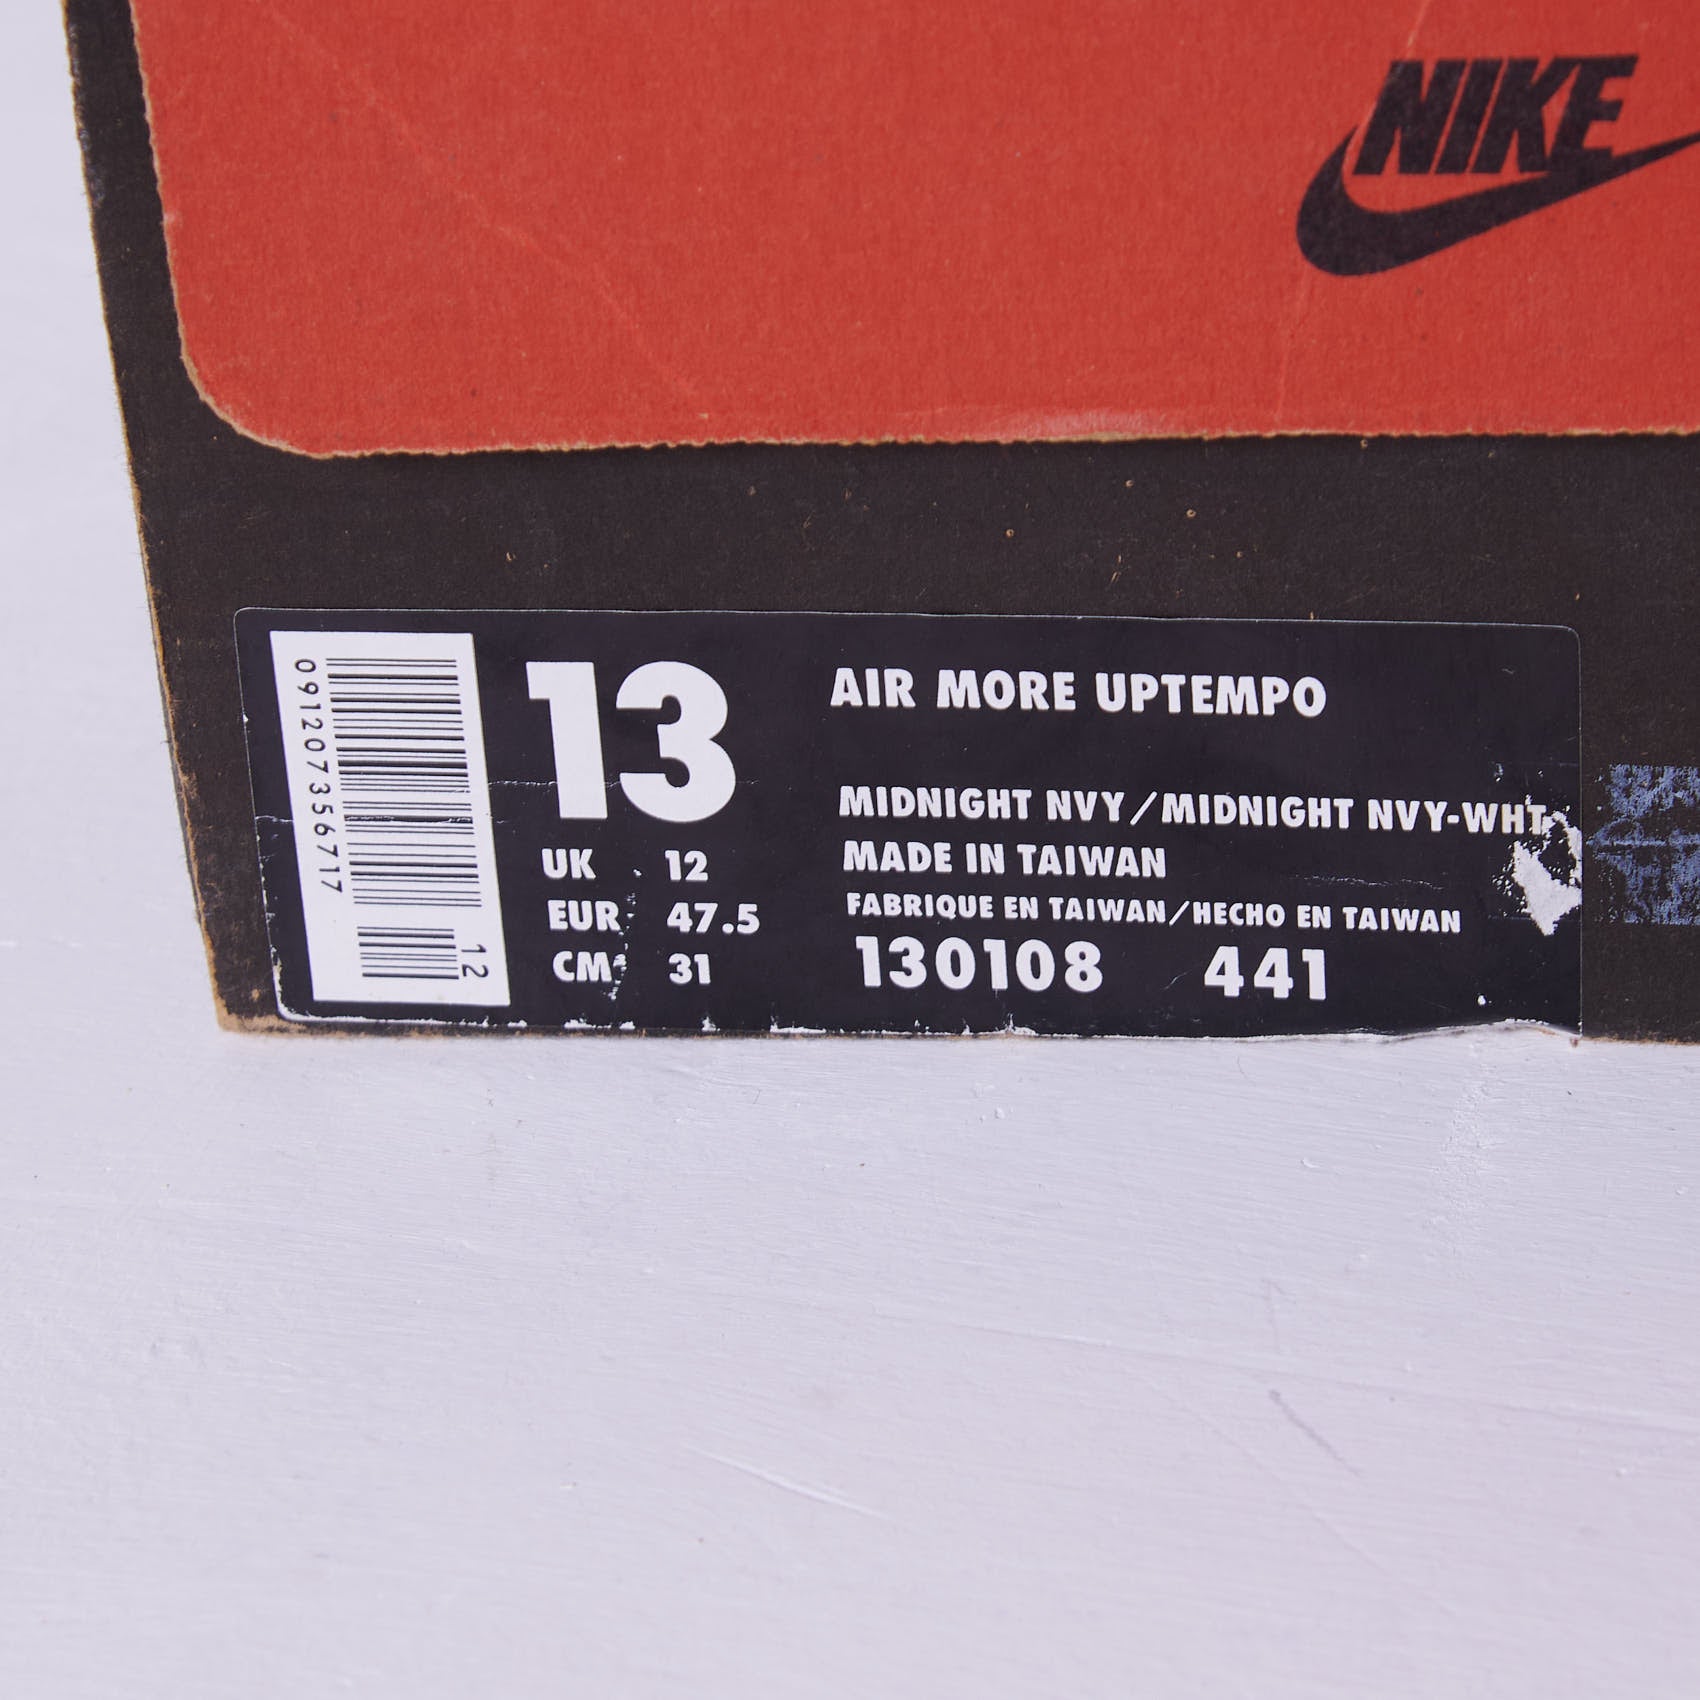 NIKE
091207356717
12
13
UK 12
EUR 47.5
CM 31
AIR MORE UPTEMPO
MIDNIGHT NVY/MIDNIGHT NVY-WHT
MADE IN TAIWAN
FABRIQUE EN TAIWAN/HECHO EN TAIWAN
130108 441